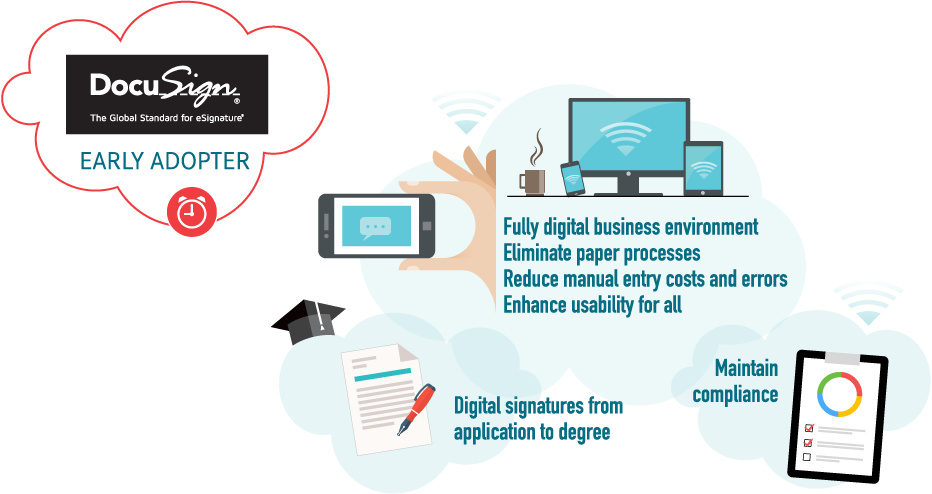 DocuSign®
The Global Standard for eSignature®
EARLY ADOPTER
Fully digital business environment
Eliminate paper processes
Reduce manual entry costs and errors
Enhance usability for all
Digital signatures from
application to degree
Maintain
compliance